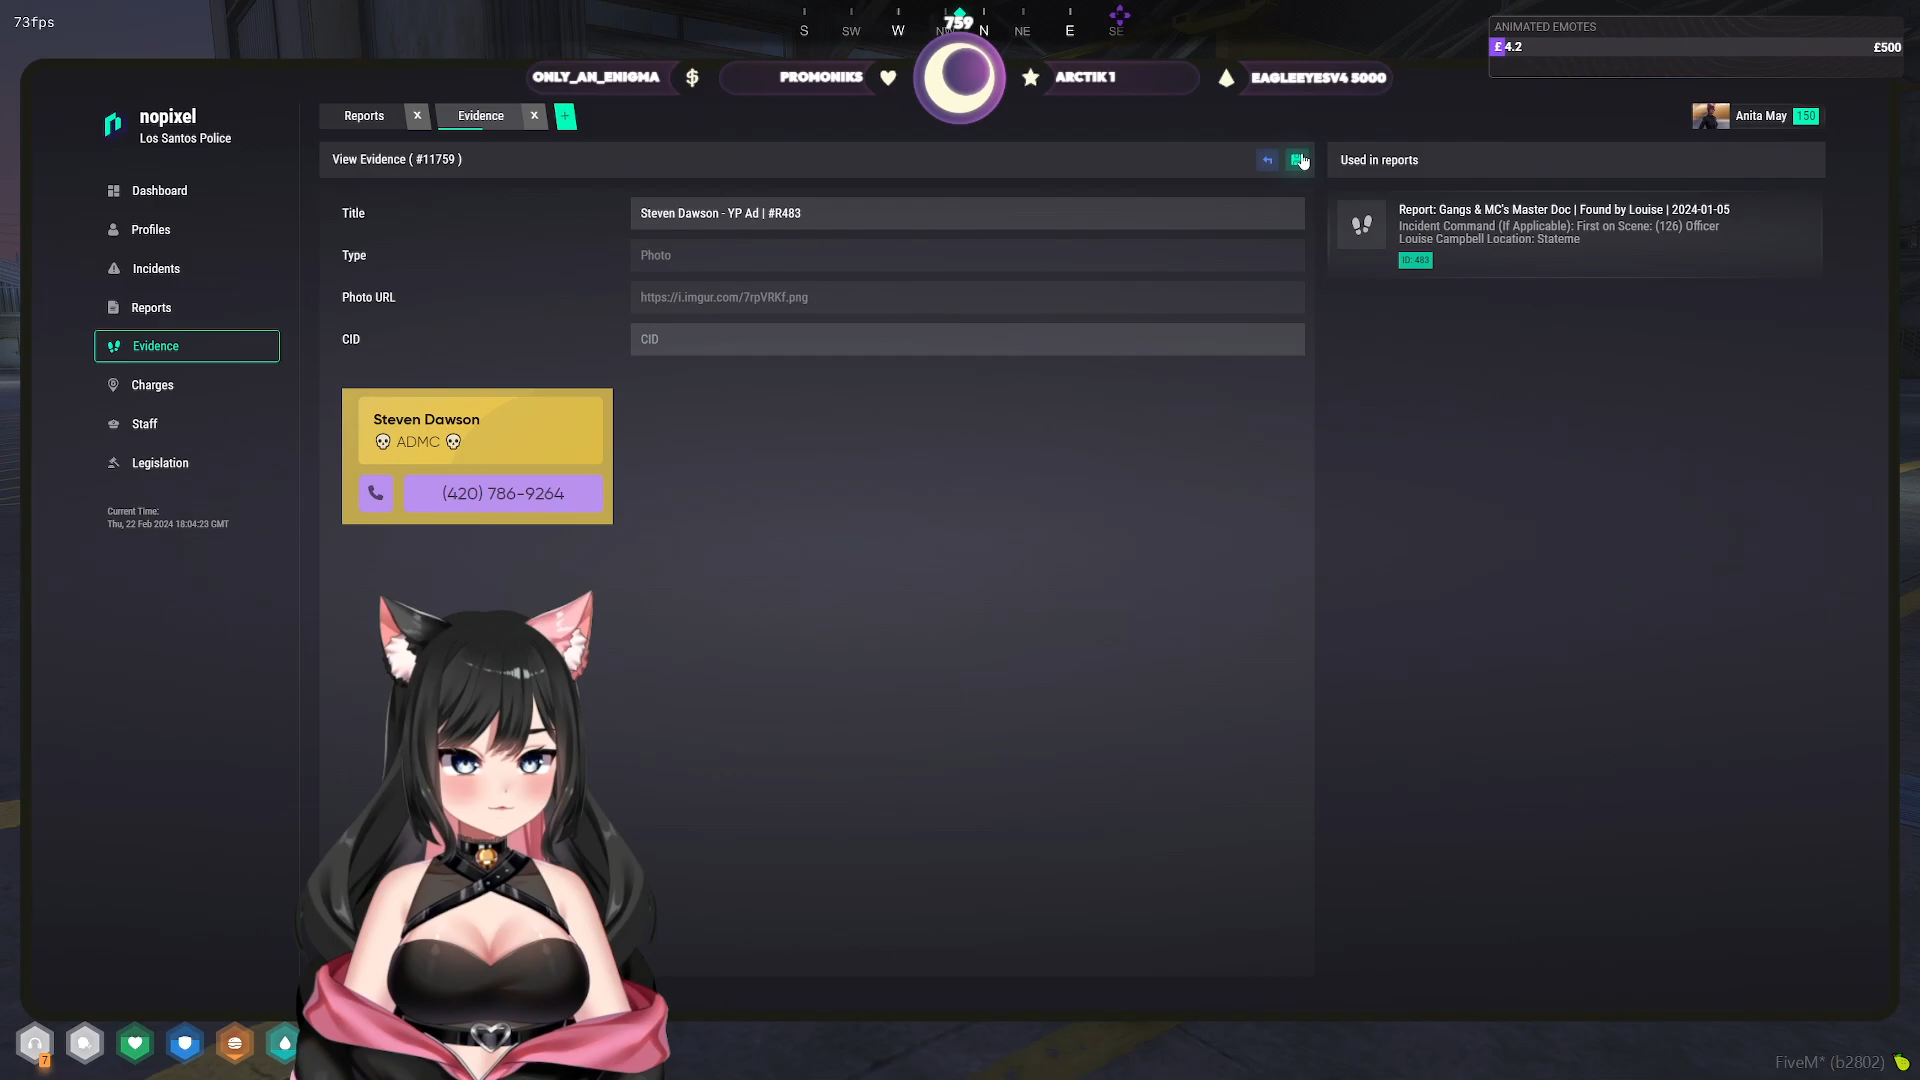 73fps
S SW W NW N NE E SE
759
ANIMATED EMOTES
£4.2 £500
ONLY_AN_ENIGMA
PROMONIKS
ARCTIK 1
EAGLEEYESV4 5000
nopixel
Los Santos Police
Reports x Evidence x +
Anita May 150
View Evidence ( #11759 )
Used in reports
Dashboard
Profiles
Incidents
Reports
Evidence
Charges
Staff
Legislation
Current Time:
Thu, 22 Feb 2024 18:04:23 GMT
Title Steven Dawson - YP Ad | #R483
Type Photo
Photo URL https://i.imgur.com/7rpVRKf.png
CID CID
Steven Dawson
💀 ADMC 💀
(420) 786-9264
Report: Gangs & MC's Master Doc | Found by Louise | 2024-01-05
Incident Command (If Applicable): First on Scene: (126) Officer
Louise Campbell Location: Stateme
ID: 483
7
FiveM* (b2802)